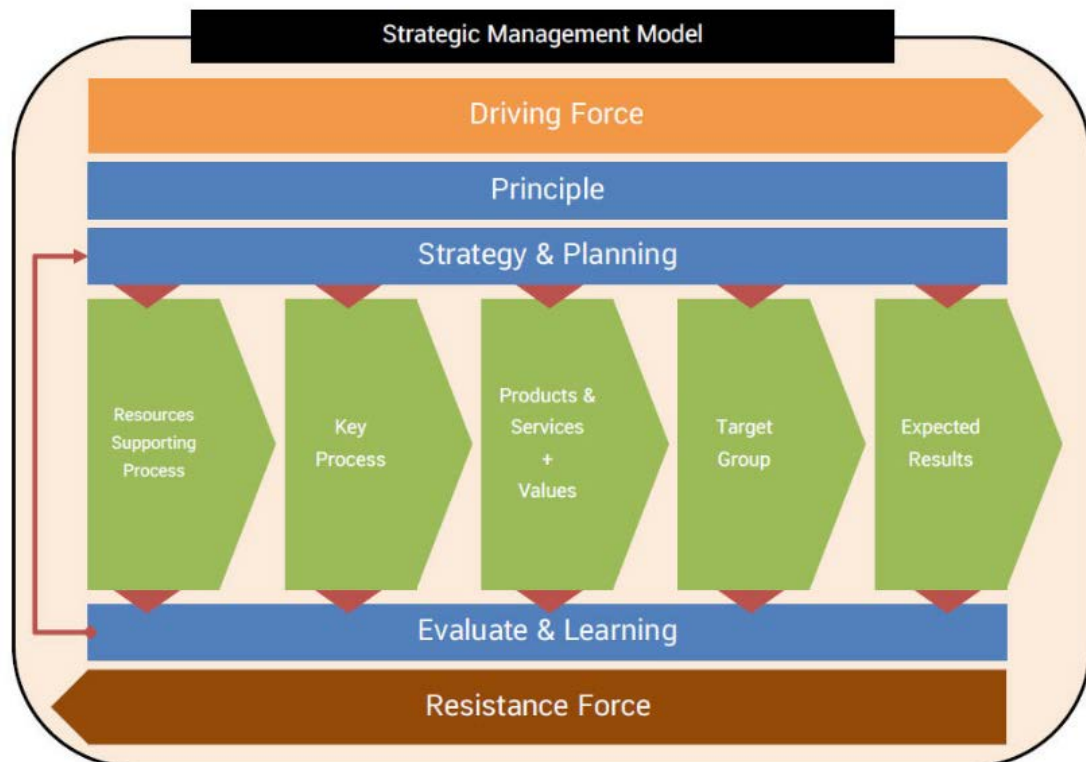 Strategic Management Model
Driving Force
Principle
Strategy & Planning
Resources
Supporting
Process
Key
Process
Products &
Services
+
Values
Target
Group
Expected
Results
Evaluate & Learning
Resistance Force